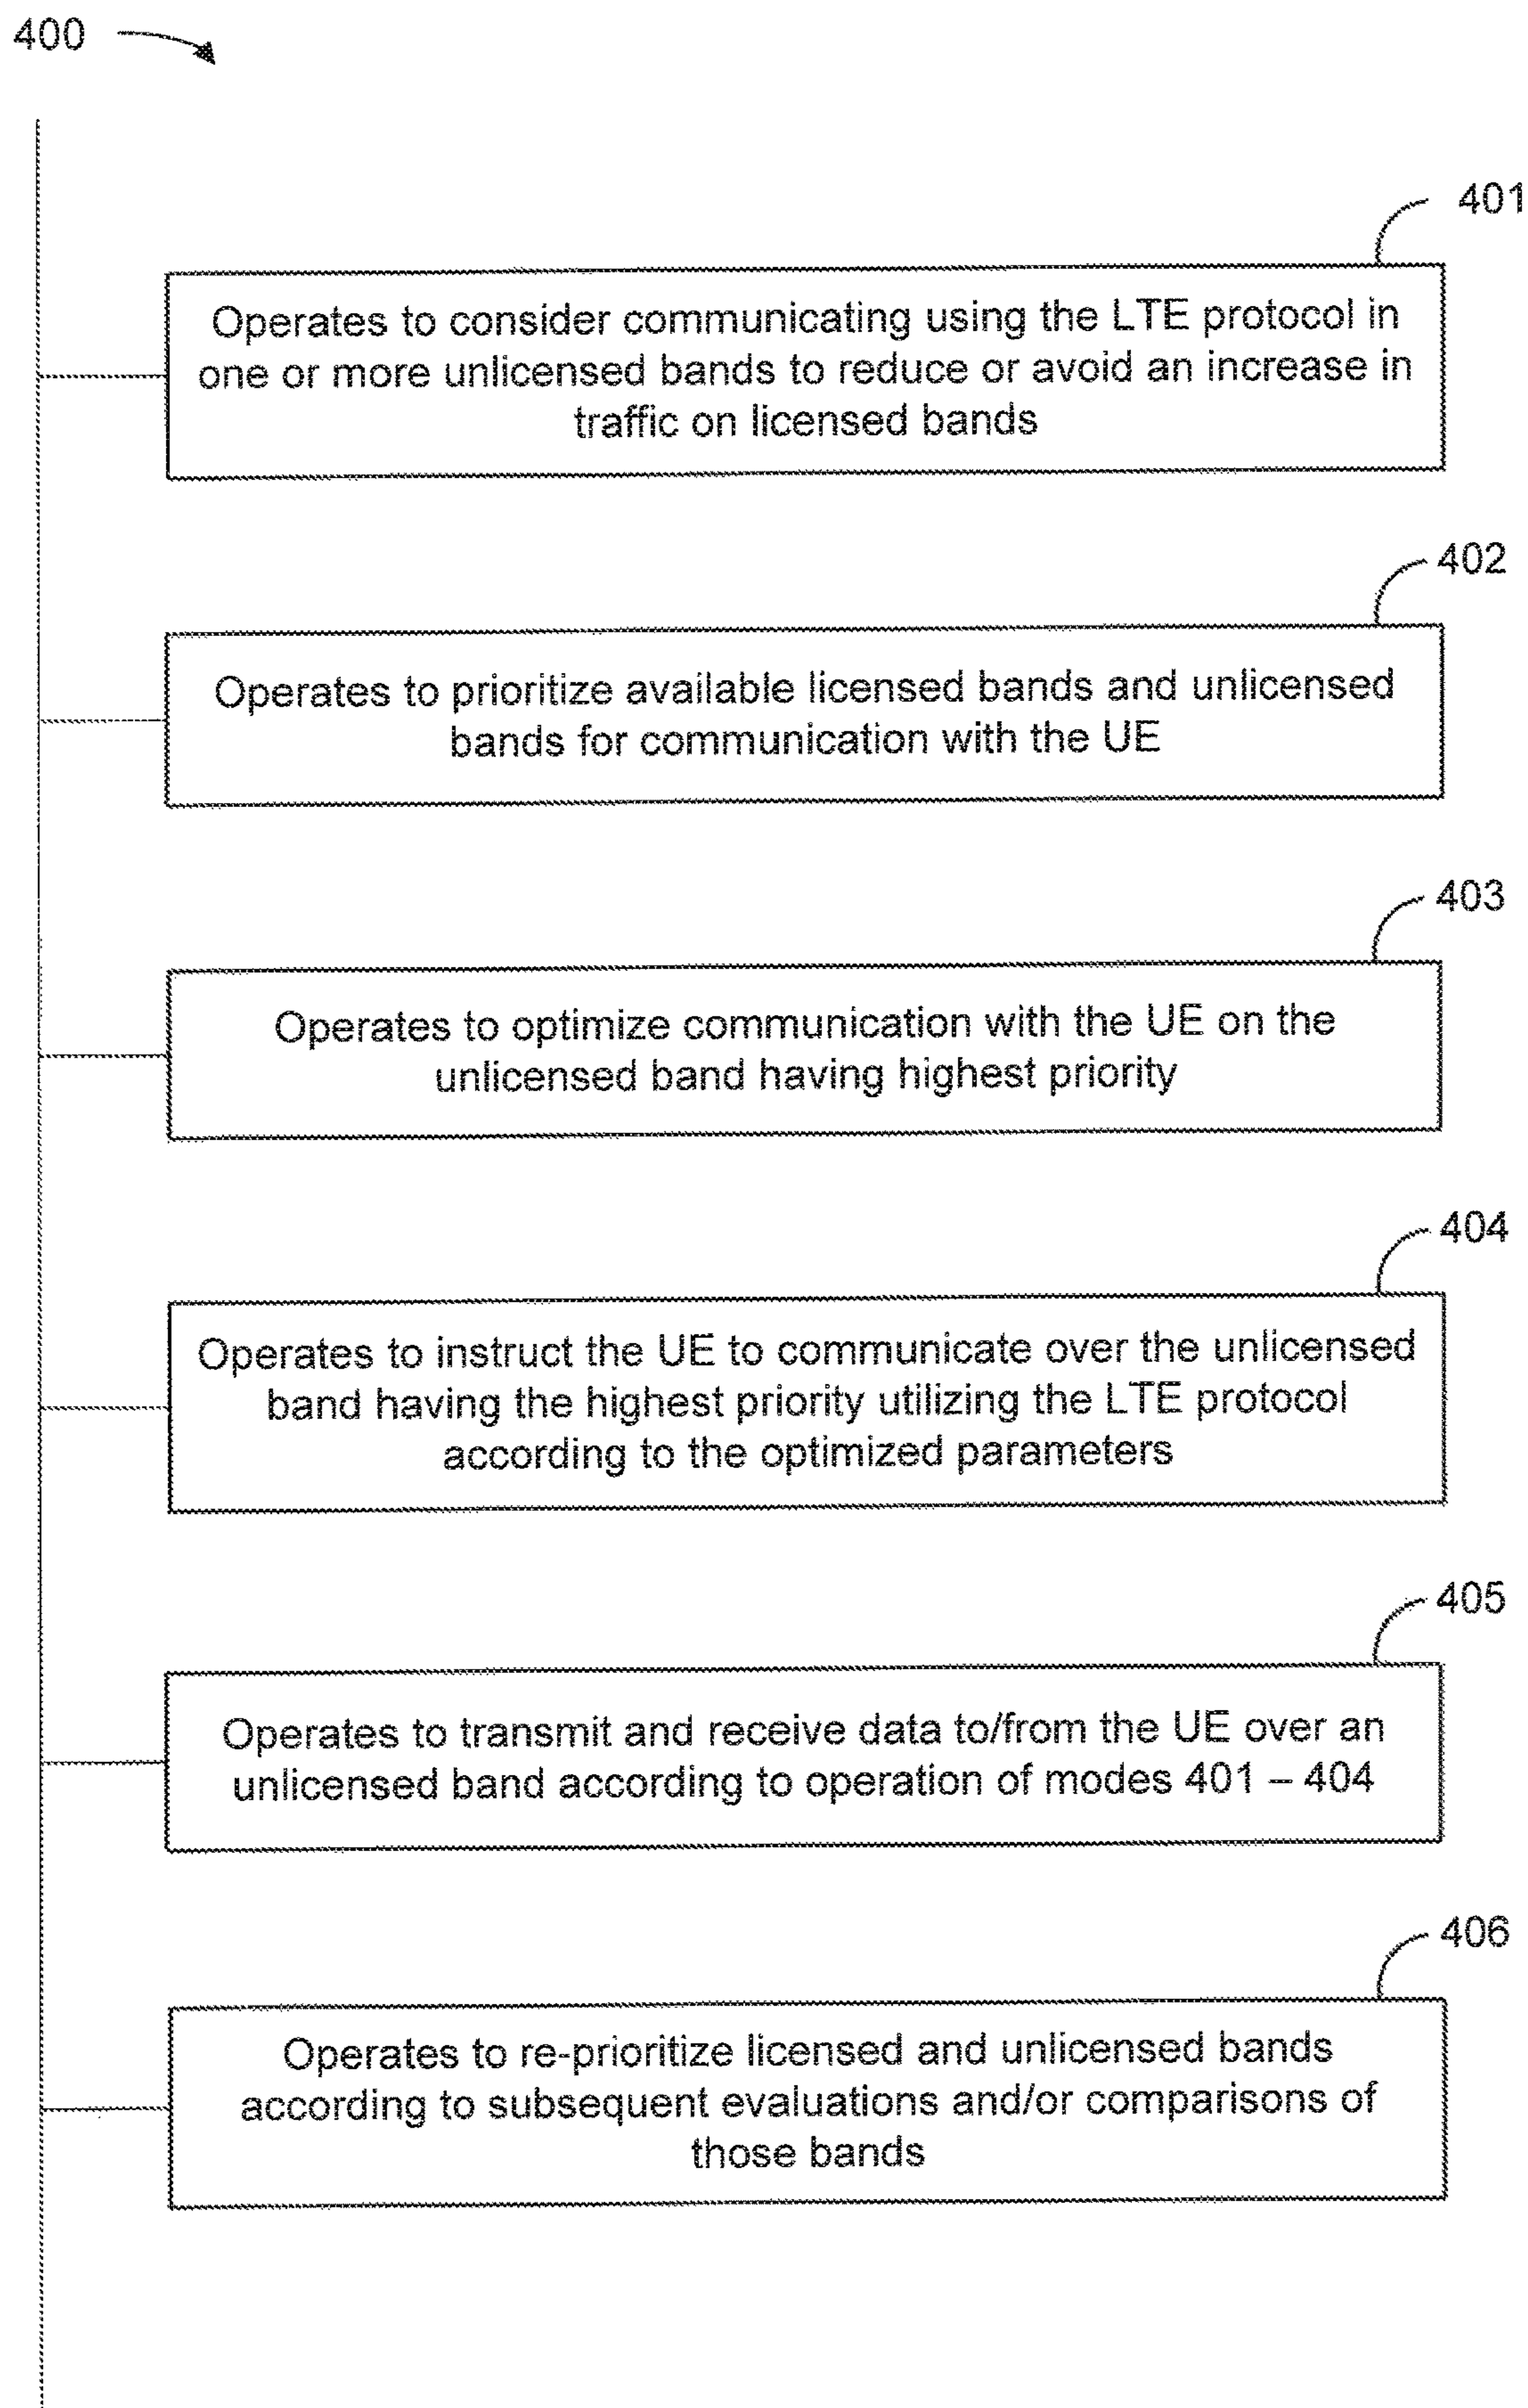 400
401
Operates to consider communicating using the LTE protocol in
one or more unlicensed bands to reduce or avoid an increase in
traffic on licensed bands
402
Operates to prioritize available licensed bands and unlicensed
bands for communication with the UE
403
Operates to optimize communication with the UE on the
unlicensed band having highest priority
404
Operates to instruct the UE to communicate over the unlicensed
band having the highest priority utilizing the LTE protocol
according to the optimized parameters
405
Operates to transmit and receive data to/from the UE over an
unlicensed band according to operation of modes 401 – 404
406
Operates to re-prioritize licensed and unlicensed bands
according to subsequent evaluations and/or comparisons of
those bands